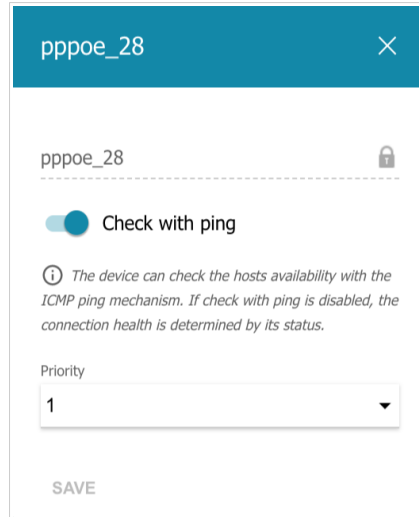 pppoe_28
pppoe_28
Check with ping
The device can check the hosts availability with the
ICMP ping mechanism. If check with ping is disabled, the
connection health is determined by its status.
Priority
1
SAVE